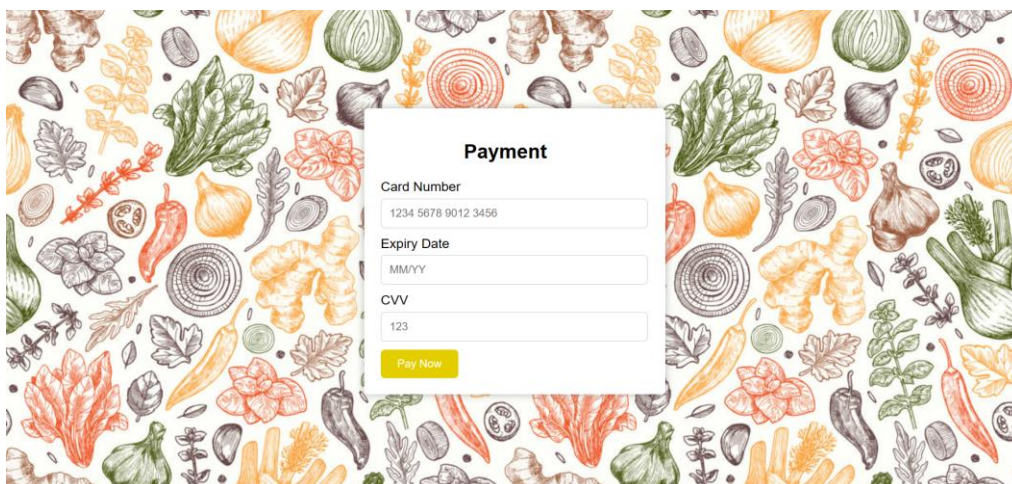 Payment
Card Number
1234 5678 9012 3456
Expiry Date
MM/YY
CVV
123
Pay Now